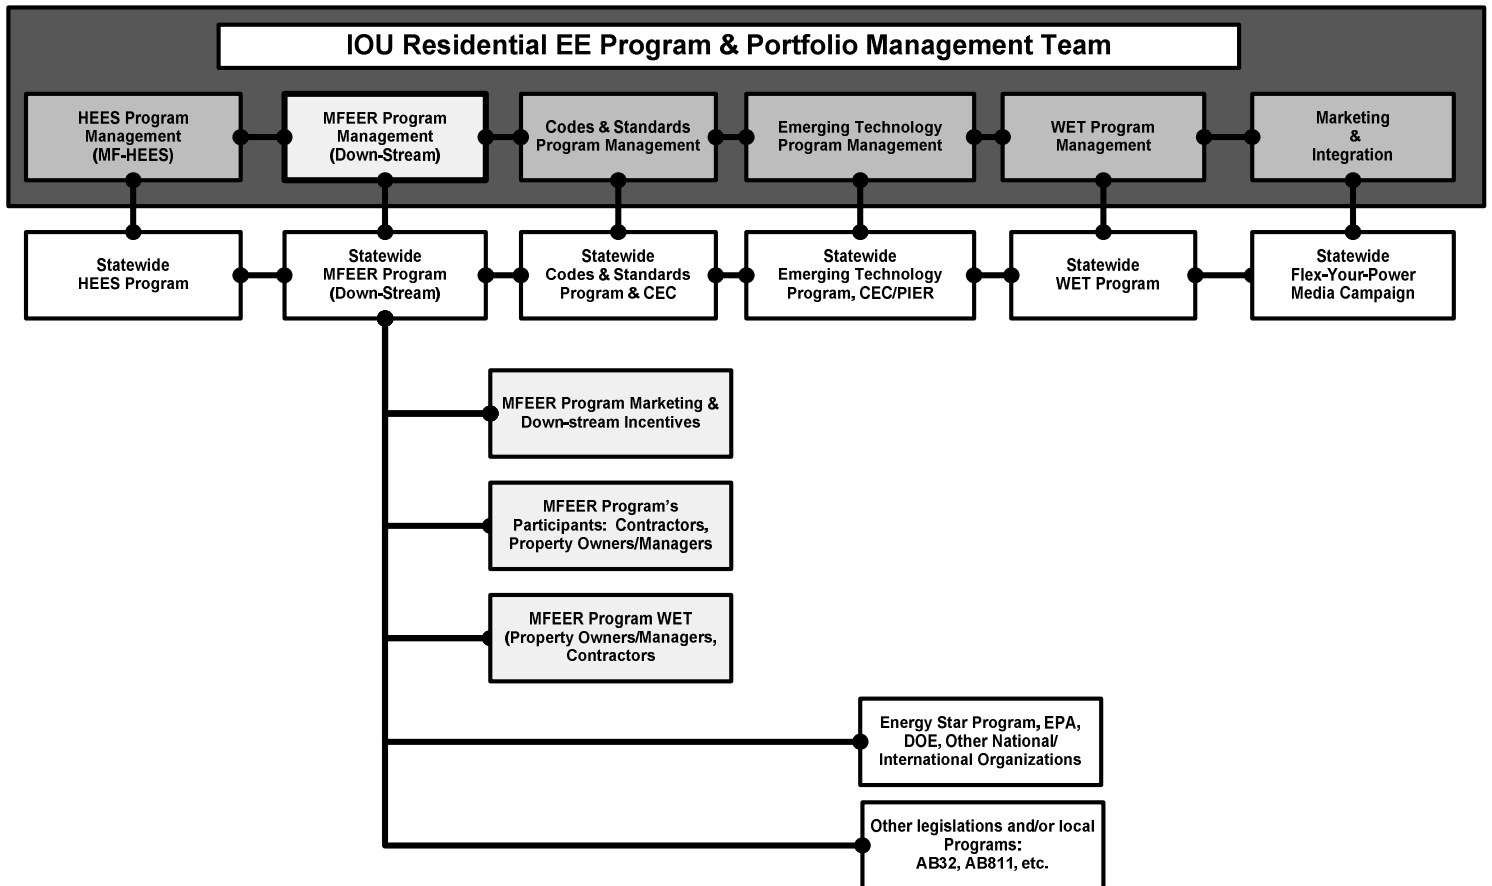 IOU Residential EE Program & Portfolio Management Team
HEES Program
Management
(MF-HEES)
MFEER Program
Management
(Down-Stream)
Codes & Standards
Program Management
Emerging Technology
Program Management
WET Program
Management
Marketing
&
Integration
Statewide
HEES Program
Statewide
MFEER Program
(Down-Stream)
Statewide
Codes & Standards
Program & CEC
Statewide
Emerging Technology
Program, CEC/PIER
Statewide
WET Program
Statewide
Flex-Your-Power
Media Campaign
MFEER Program Marketing &
Down-stream Incentives
MFEER Program's
Participants: Contractors,
Property Owners/Managers
MFEER Program WET
(Property Owners/Managers,
Contractors
Energy Star Program, EPA,
DOE, Other National/
International Organizations
Other legislations and/or local
Programs:
AB32, AB811, etc.